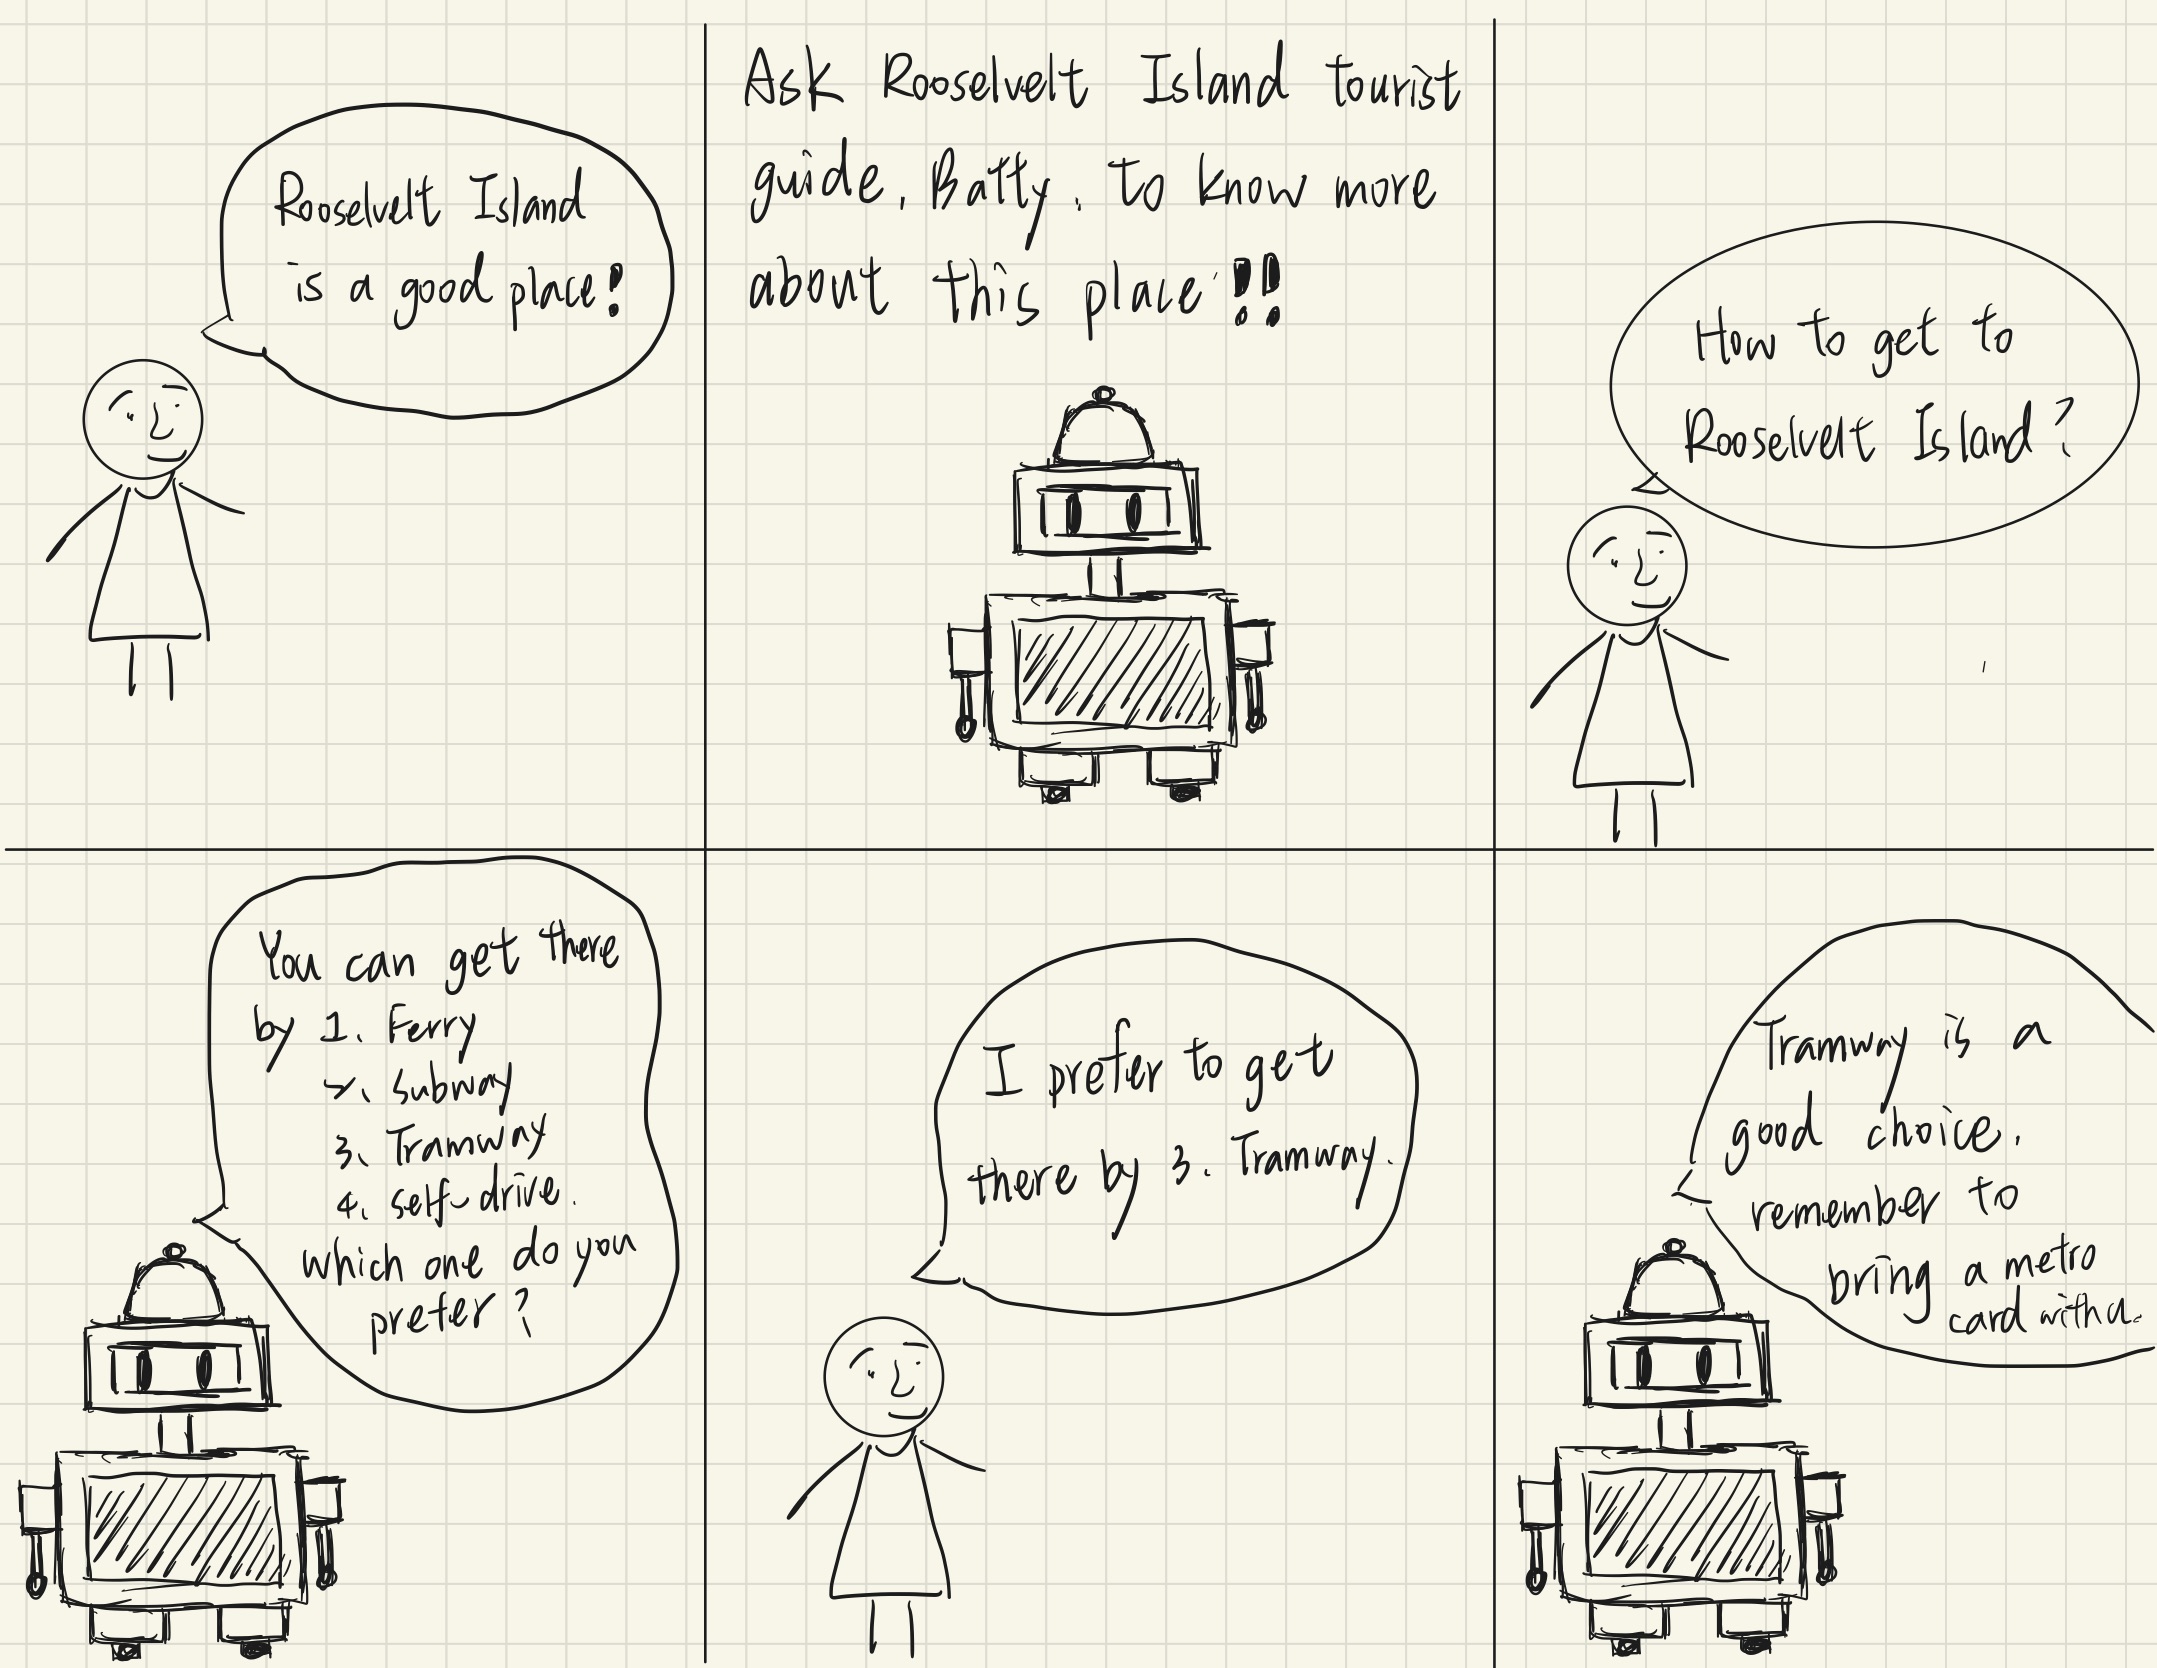 Rooselvelt Island
is a good place!
Ask Rooselvelt Island tourist
guide, Batty, to know more
about this place!!
How to get to
Rooselvelt Island?
You can get there
by 1. Ferry
2. subway
3. Tramway
4. self-drive.
which one do you
prefer?
I prefer to get
there by 3. Tramway.
Tramway is a
good choice.
remember to
bring a metro
card with a